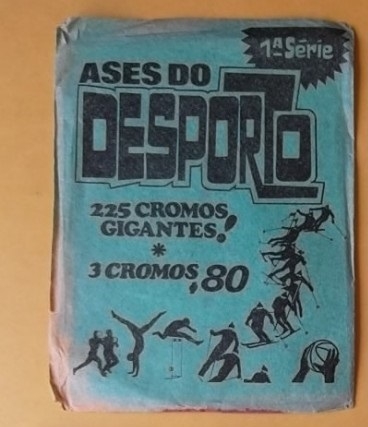 1ª Série
ASES DO
DESPORTO
225 CROMOS
GIGANTES!
*
3 CROMOS,80